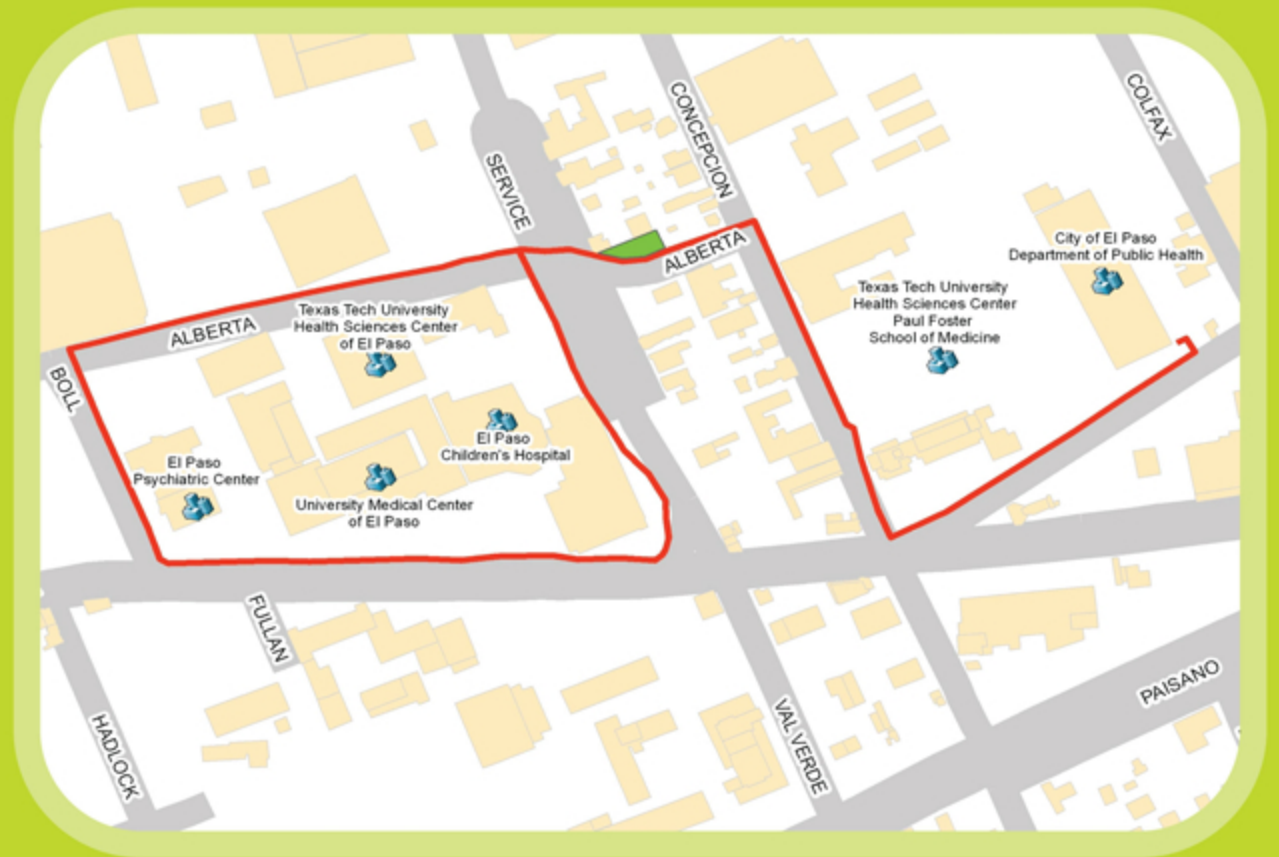 COLFAX
CONCEPCION
SERVICE
ALBERTA
City of El Paso
Department of Public Health
Texas Tech University
Health Sciences Center
Paul Foster
School of Medicine
Texas Tech University
Health Sciences Center
of El Paso
ALBERTA
BOLL
El Paso
Children's Hospital
El Paso
Psychiatric Center
University Medical Center
of El Paso
FULLAN
PAISANO
HADLOCK
VAL VERDE